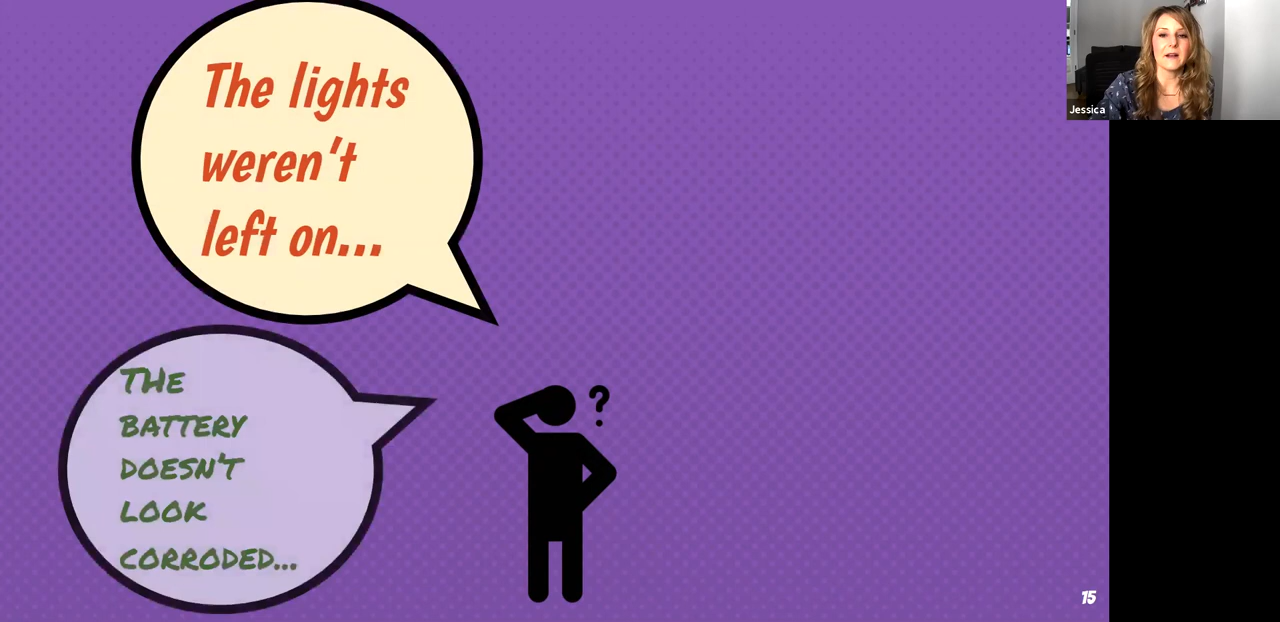 The lights
weren't
left on...
THE
BATTERY
DOESN'T
LOOK
CORRODED...
?
Jessica
15